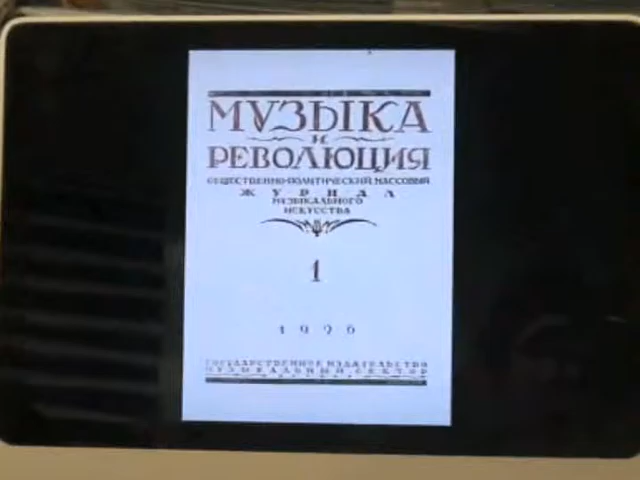 МУЗЫКА
И
РЕВОЛЮЦИЯ
ОБЩЕСТВЕННО-ПОЛИТИЧЕСКИЙ МАССОВЫЙ
ЖУРНАЛ
МУЗЫКАЛЬНОГО
ИСКУССТВА
1
1926
ГОСУДАРСТВЕННОЕ ИЗДАТЕЛЬСТВО
МУЗЫКАЛЬНЫЙ СЕКТОР